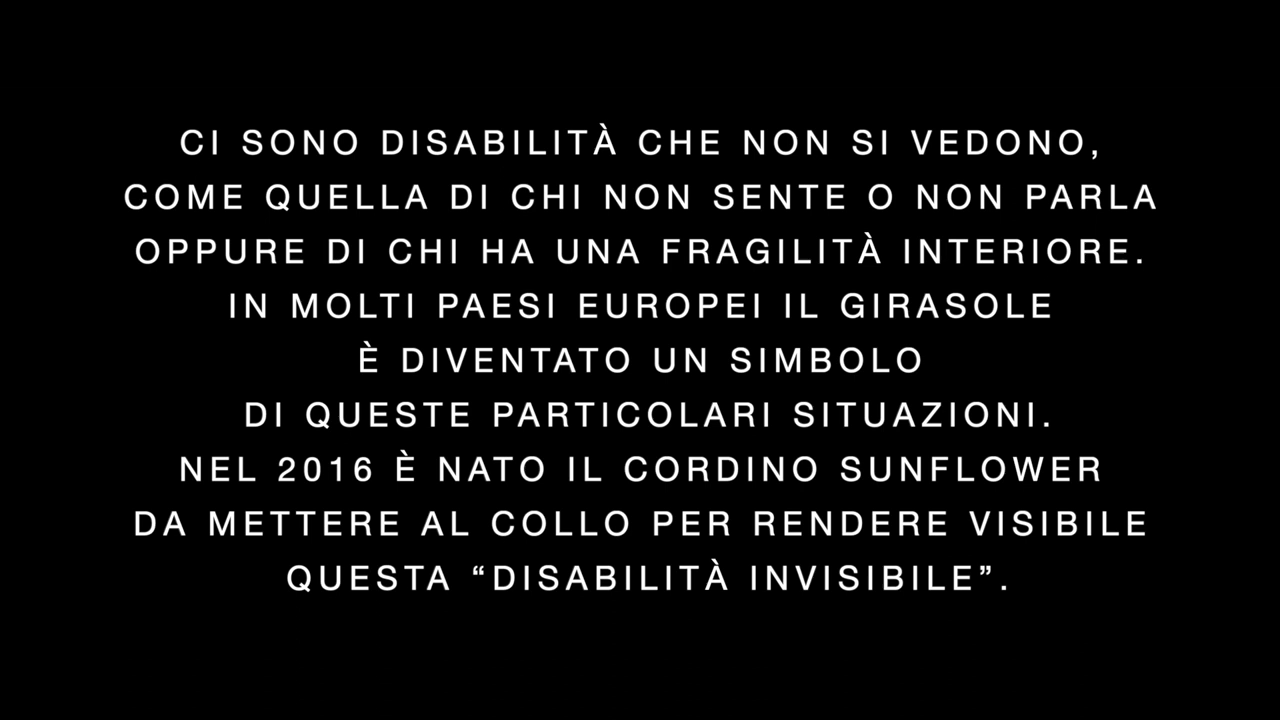 CI SONO DISABILITÀ CHE NON SI VEDONO,
COME QUELLA DI CHI NON SENTE O NON PARLA
OPPURE DI CHI HA UNA FRAGILITÀ INTERIORE.
IN MOLTI PAESI EUROPEI IL GIRASOLE
È DIVENTATO UN SIMBOLO
DI QUESTE PARTICOLARI SITUAZIONI.
NEL 2016 È NATO IL CORDINO SUNFLOWER
DA METTERE AL COLLO PER RENDERE VISIBILE
QUESTA “DISABILITÀ INVISIBILE”.